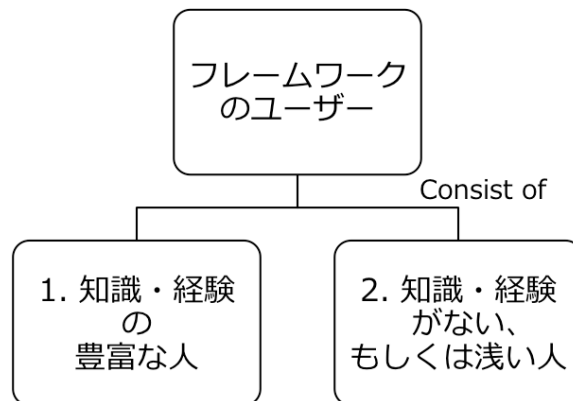 フレームワーク
のユーザー
Consist of
1. 知識・経験
の
豊富な人
2. 知識・経験
がない、
もしくは浅い人